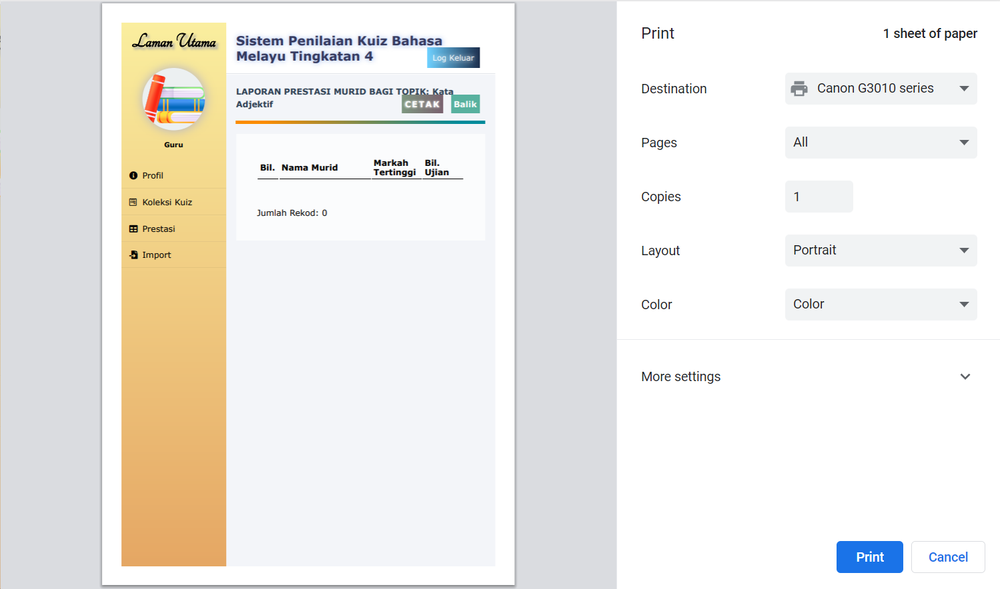 Laman Utama
Guru
Profil
Koleksi Kuiz
Prestasi
Import
Sistem Penilaian Kuiz Bahasa
Melayu Tingkatan 4
Log Keluar
LAPORAN PRESTASI MURID BAGI TOPIK: Kata
Adjektif
CETAK Balik
Bil. Nama Murid Markah Tertinggi Bil. Ujian
Jumlah Rekod: 0
Print 1 sheet of paper
Destination Canon G3010 series
Pages All
Copies 1
Layout Portrait
Color Color
More settings
Print Cancel